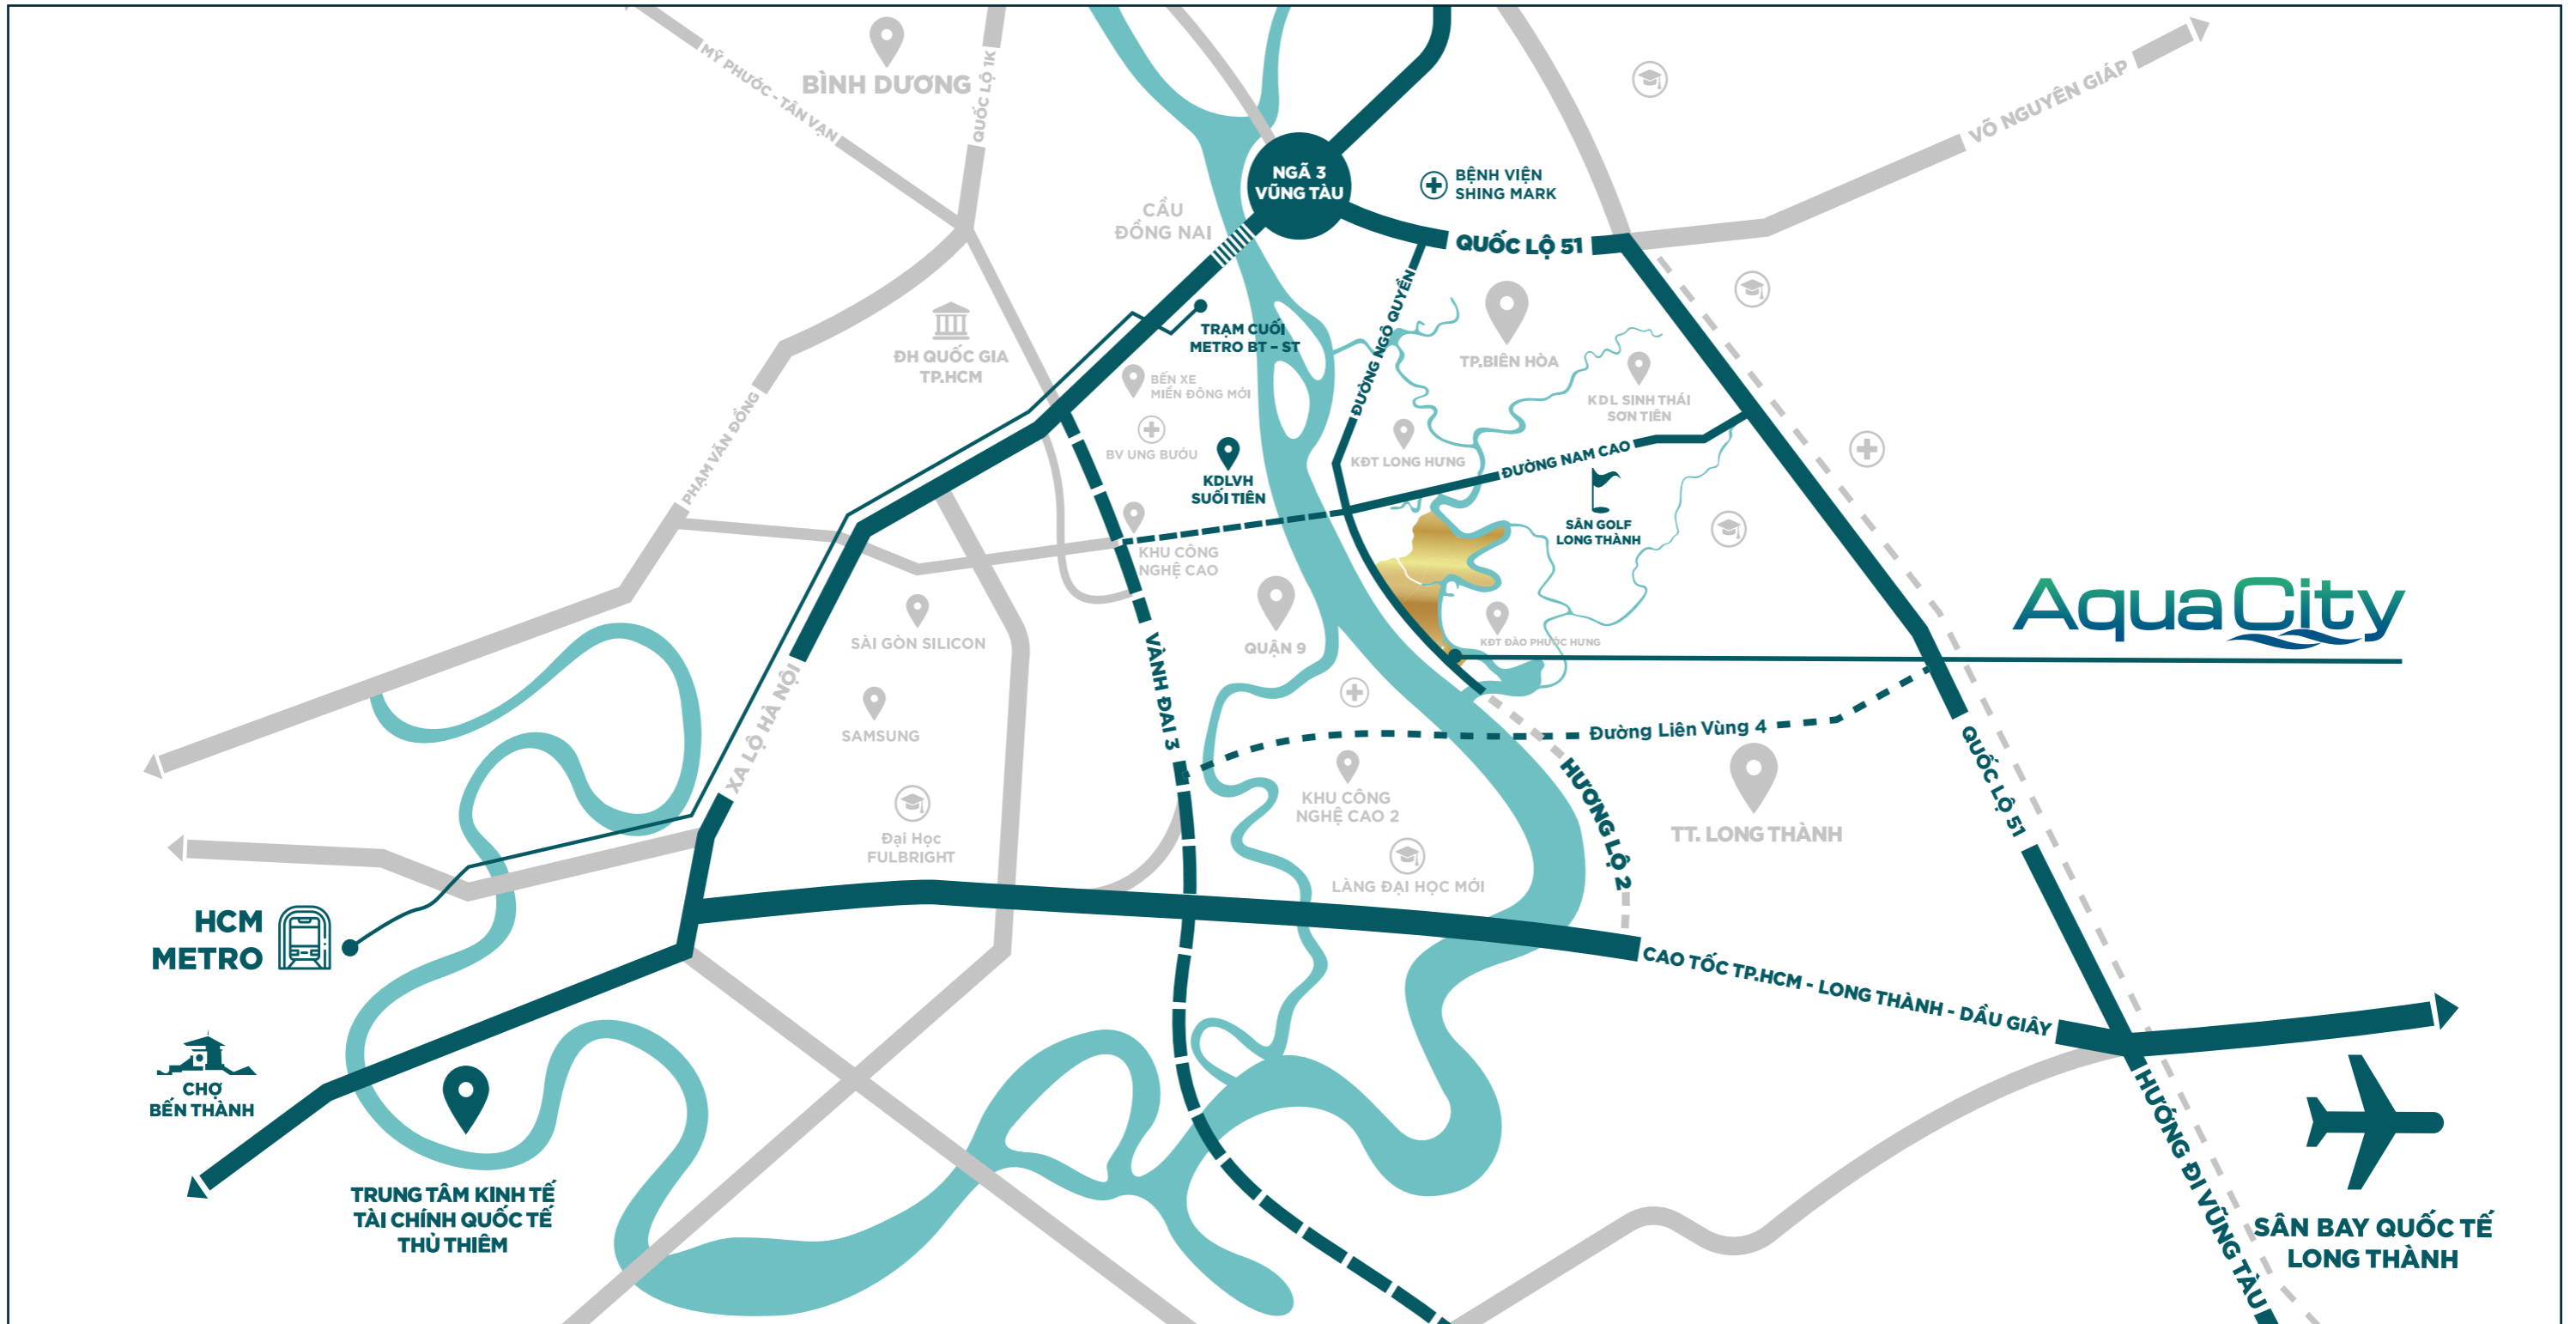 MỸ PHƯỚC - TÂN VẠN
BÌNH DƯƠNG
QUỐC LỘ 1K
VÕ NGUYÊN GIÁP
NGÃ 3
VŨNG TÀU
BỆNH VIỆN
SHING MARK
CẦU
ĐỒNG NAI
QUỐC LỘ 51
ĐƯỜNG NGÔ QUYỀN
TRẠM CUỐI
METRO BT – ST
ĐH QUỐC GIA
TP.HCM
TP.BIÊN HÒA
BẾN XE
MIỀN ĐÔNG MỚI
KDL SINH THÁI
SƠN TIÊN
PHẠM VĂN ĐỒNG
BV UNG BƯỚU
KDLVH
SUỐI TIÊN
KĐT LONG HƯNG
ĐƯỜNG NAM CAO
SÂN GOLF
LONG THÀNH
KHU CÔNG
NGHỆ CAO
Aqua City
SÀI GÒN SILICON
QUẬN 9
KĐT ĐẢO PHƯỚC HƯNG
XA LỘ HÀ NỘI
VÀNH ĐAI 3
SAMSUNG
Đường Liên Vùng 4
QUỐC LỘ 51
HƯƠNG LỘ 2
KHU CÔNG
NGHỆ CAO 2
TT. LONG THÀNH
Đại Học
FULBRIGHT
LÀNG ĐẠI HỌC MỚI
HCM
METRO
CAO TỐC TP.HCM - LONG THÀNH - DẦU GIÂY
CHỢ
BẾN THÀNH
HƯỚNG ĐI VŨNG TÀU
TRUNG TÂM KINH TẾ
TÀI CHÍNH QUỐC TẾ
THỦ THIÊM
SÂN BAY QUỐC TẾ
LONG THÀNH